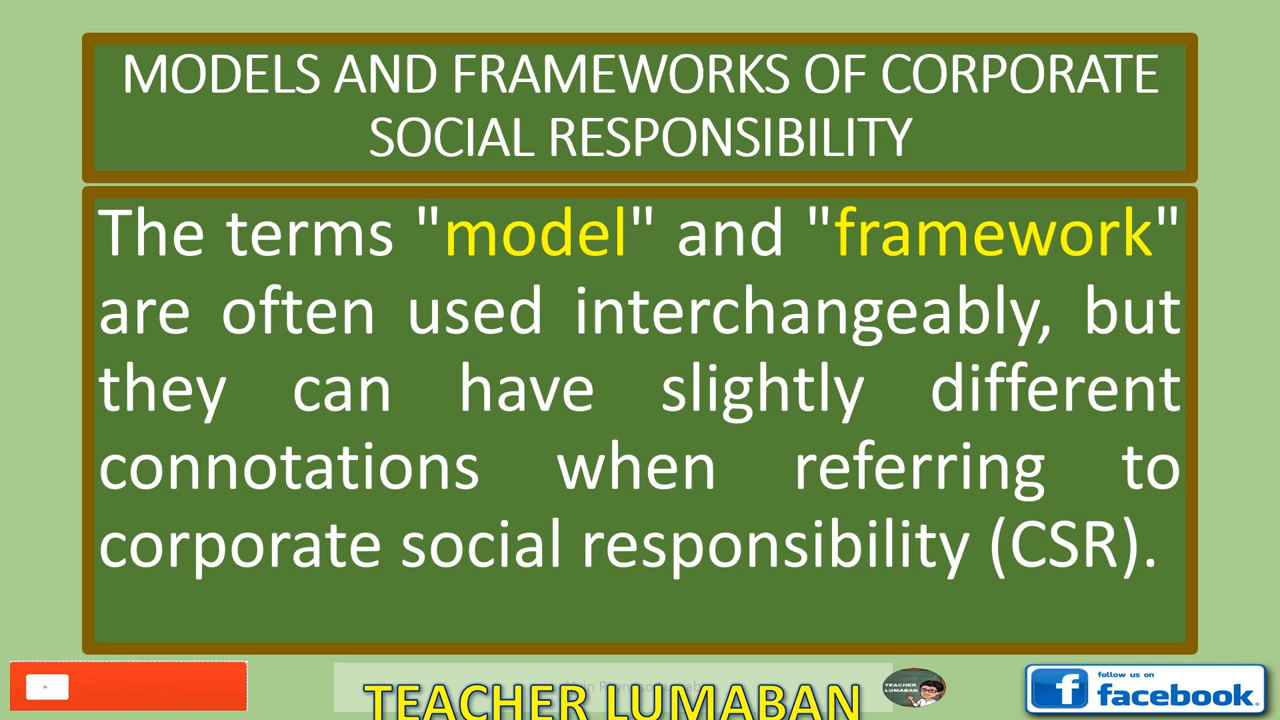 MODELS AND FRAMEWORKS OF CORPORATE
SOCIAL RESPONSIBILITY
The terms "model" and "framework"
are often used interchangeably, but
they can have slightly different
connotations when referring to
corporate social responsibility (CSR).
TEACHER LUMABAN
TEACHER
LUMABAN
follow us on
facebook.